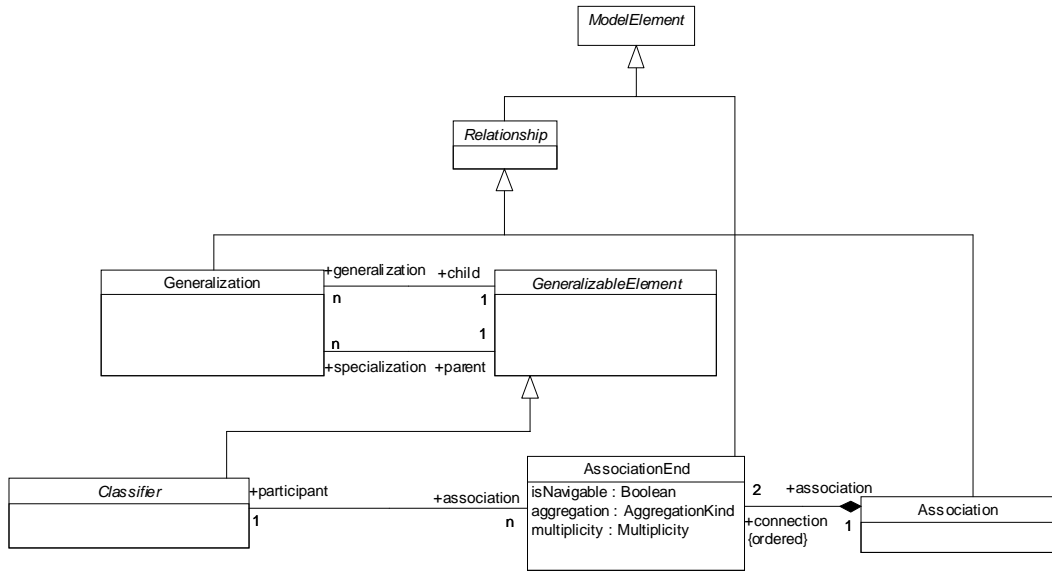 ModelElement
Relationship
Generalization
+generalization
+child
GeneralizableElement
n
1
n
1
+specialization
+parent
Classifier
+participant
1
+association
n
AssociationEnd
isNavigable : Boolean
aggregation : AggregationKind
multiplicity : Multiplicity
2
+association
+connection
{ordered}
1
Association